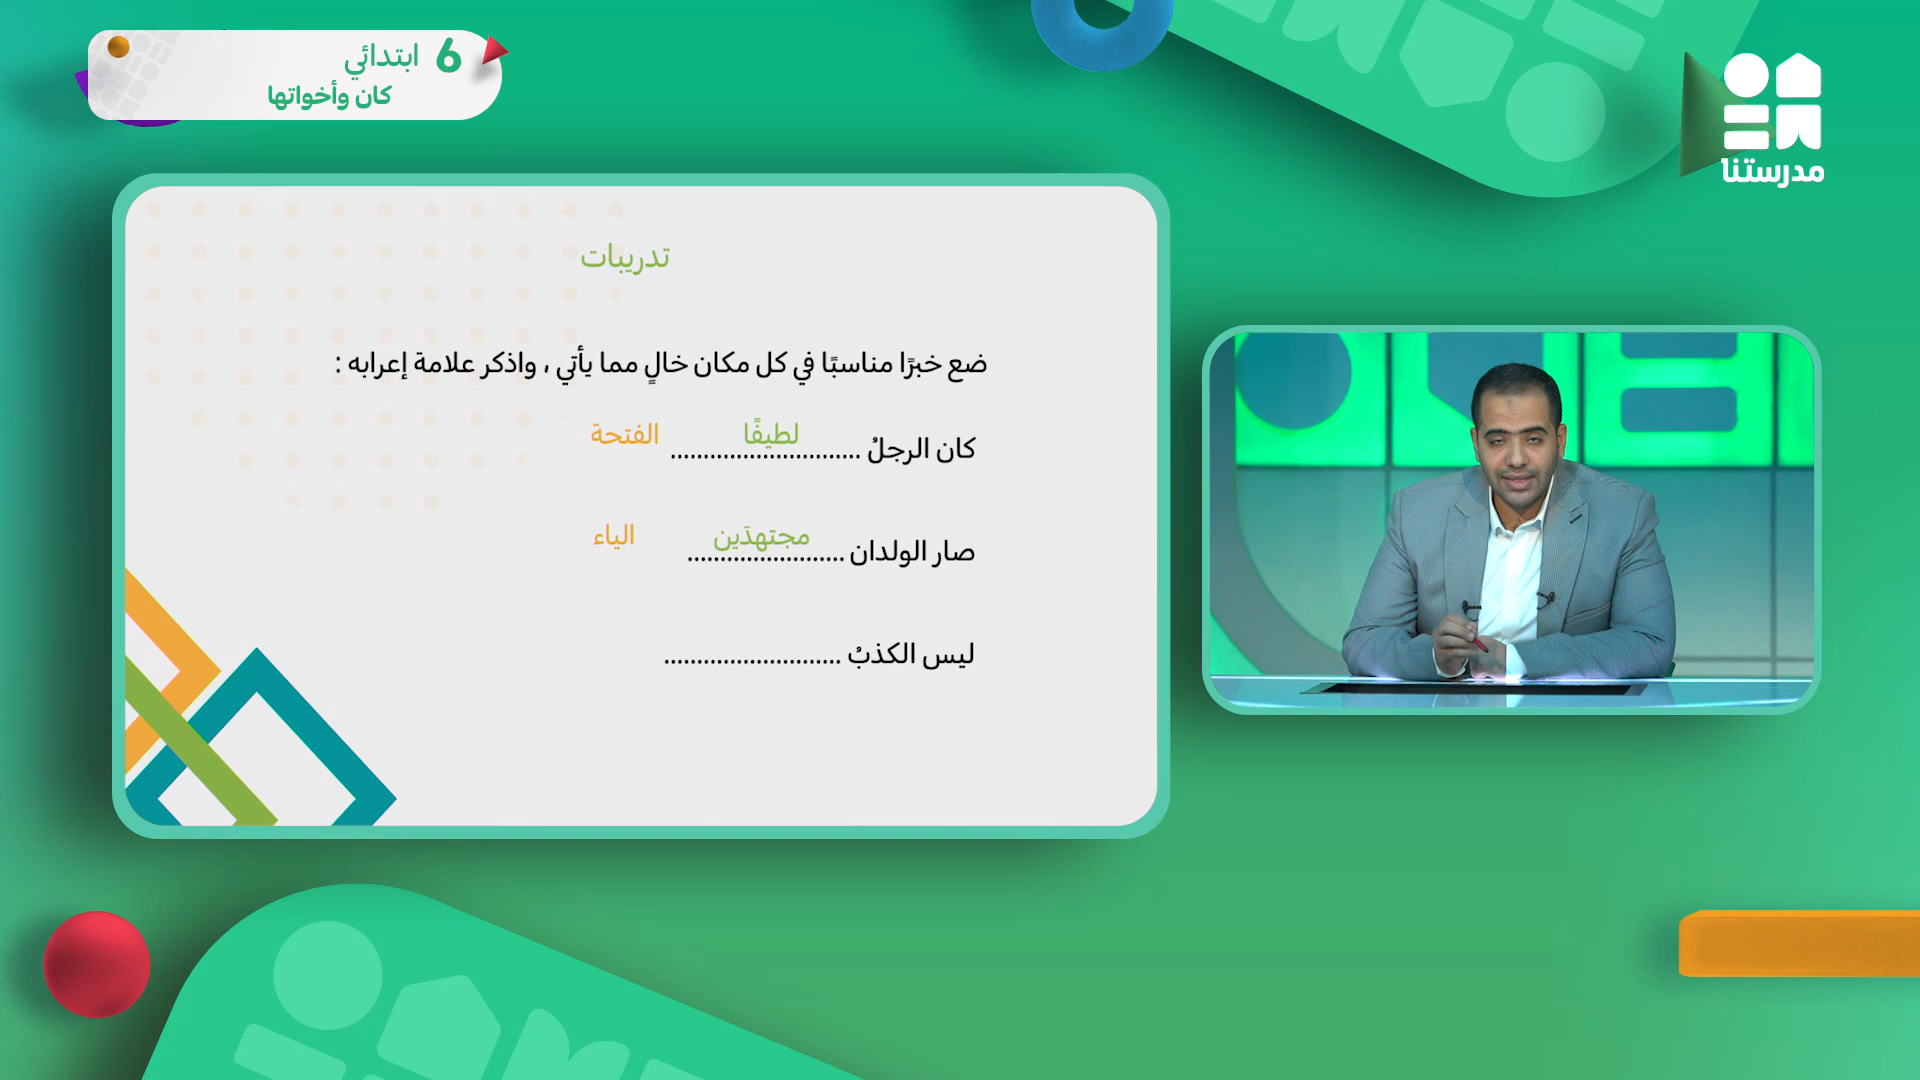 6 ابتدائي
كان وأخواتها
مدرستنا
تدريبات
ضع خبرًا مناسبًا في كل مكان خالٍ مما يأتي ، واذكر علامة إعرابه :
كان الرجلُ ............................ لطيفًا الفتحة
صار الولدان ........................ مجتهدَين الياء
ليس الكذبُ ...........................